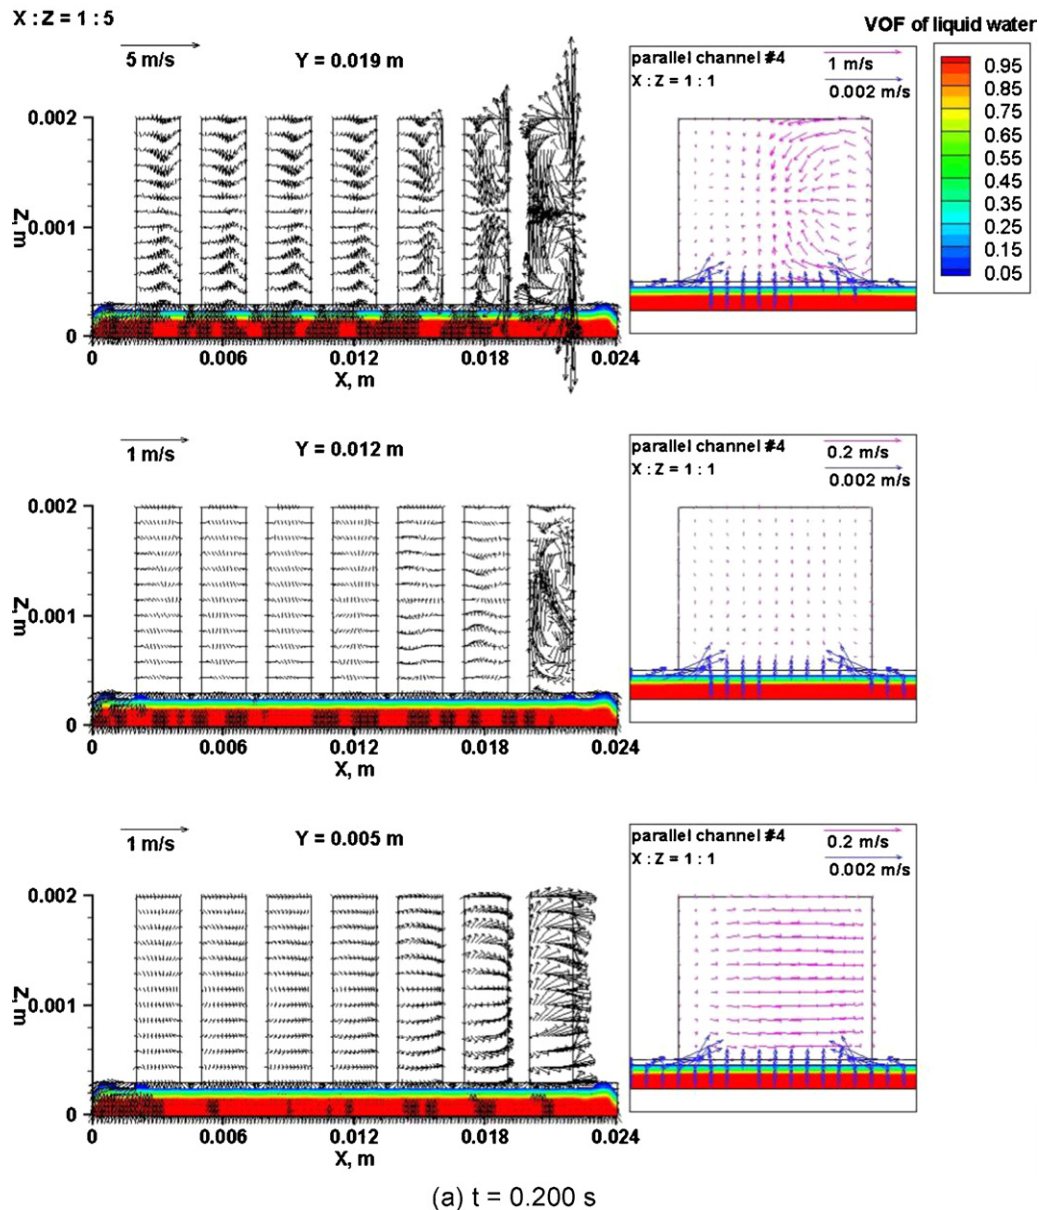 X : Z = 1 : 5
5 m/s
Y = 0.019 m
0.002
0.001
0
Z, m
0 0.006 0.012 0.018 0.024
X, m
parallel channel #4
1 m/s
X : Z = 1 : 1
0.002 m/s
VOF of liquid water
0.95
0.85
0.75
0.65
0.55
0.45
0.35
0.25
0.15
0.05
1 m/s
Y = 0.012 m
0.002
0.001
0
Z, m
0 0.006 0.012 0.018 0.024
X, m
parallel channel #4
0.2 m/s
X : Z = 1 : 1
0.002 m/s
1 m/s
Y = 0.005 m
0.002
0.001
0
Z, m
0 0.006 0.012 0.018 0.024
X, m
parallel channel #4
0.2 m/s
X : Z = 1 : 1
0.002 m/s
(a) t = 0.200 s